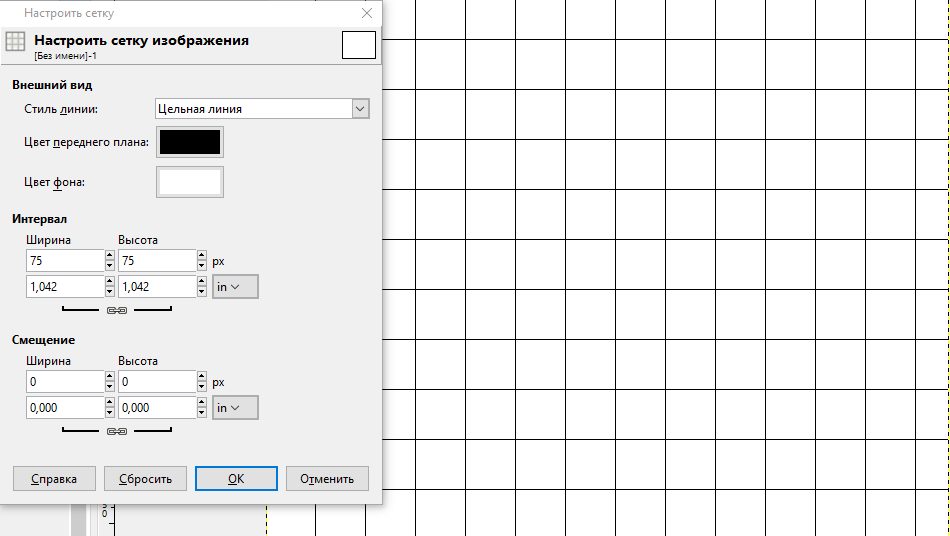 Настроить сетку
Настроить сетку изображения
[Без имени]-1
Внешний вид
Стиль линии: Цельная линия
Цвет переднего плана:
Цвет фона:
Интервал
Ширина Высота
75 75 px
1,042 1,042 in
Смещение
Ширина Высота
0 0 px
0,000 0,000 in
Справка Сбросить OK Отменить